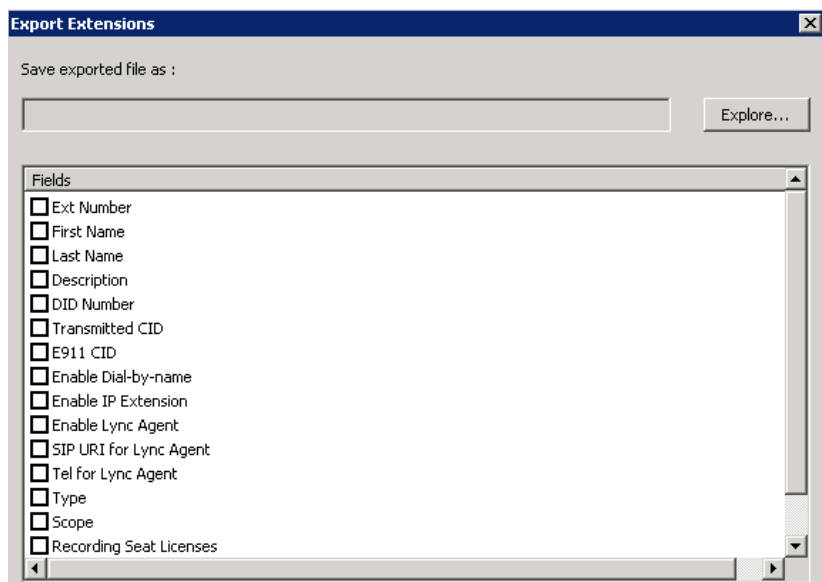 Export Extensions
Save exported file as :
Explore...
Fields
Ext Number
First Name
Last Name
Description
DID Number
Transmitted CID
E911 CID
Enable Dial-by-name
Enable IP Extension
Enable Lync Agent
SIP URI for Lync Agent
Tel for Lync Agent
Type
Scope
Recording Seat Licenses